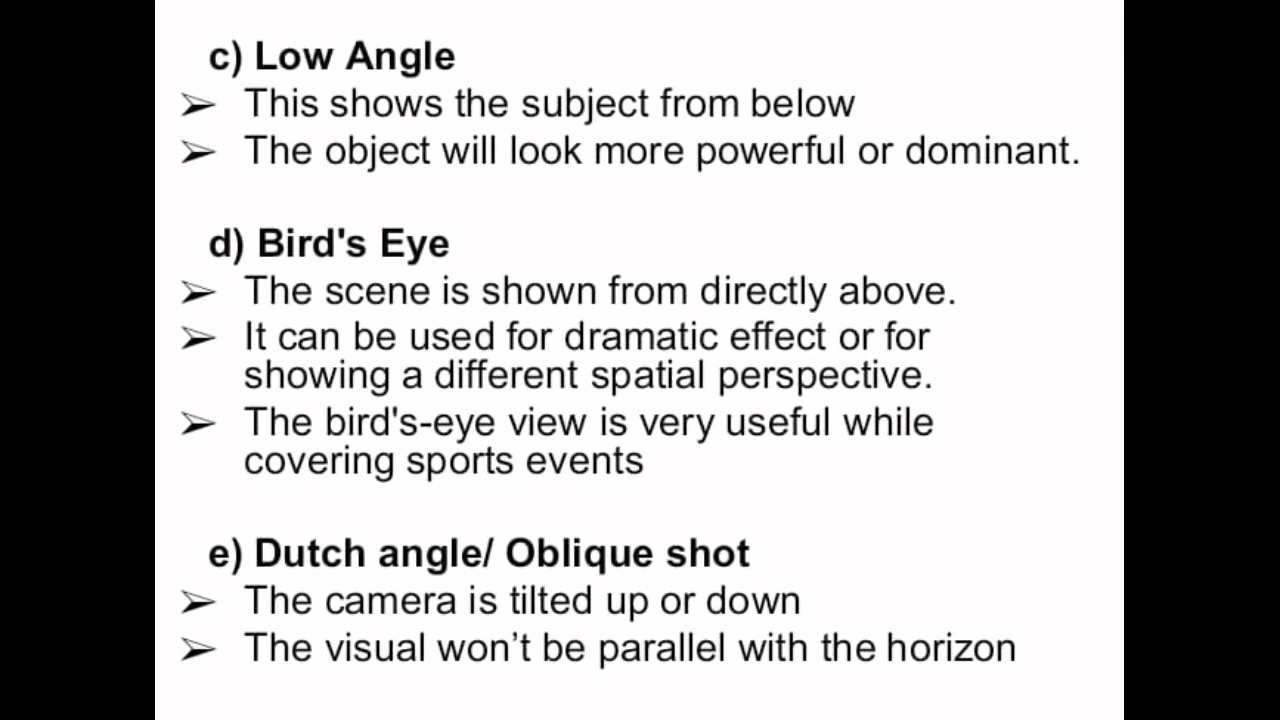 c) Low Angle
➢ This shows the subject from below
➢ The object will look more powerful or dominant.
d) Bird's Eye
➢ The scene is shown from directly above.
➢ It can be used for dramatic effect or for
showing a different spatial perspective.
➢ The bird's-eye view is very useful while
covering sports events
e) Dutch angle/ Oblique shot
➢ The camera is tilted up or down
➢ The visual won’t be parallel with the horizon